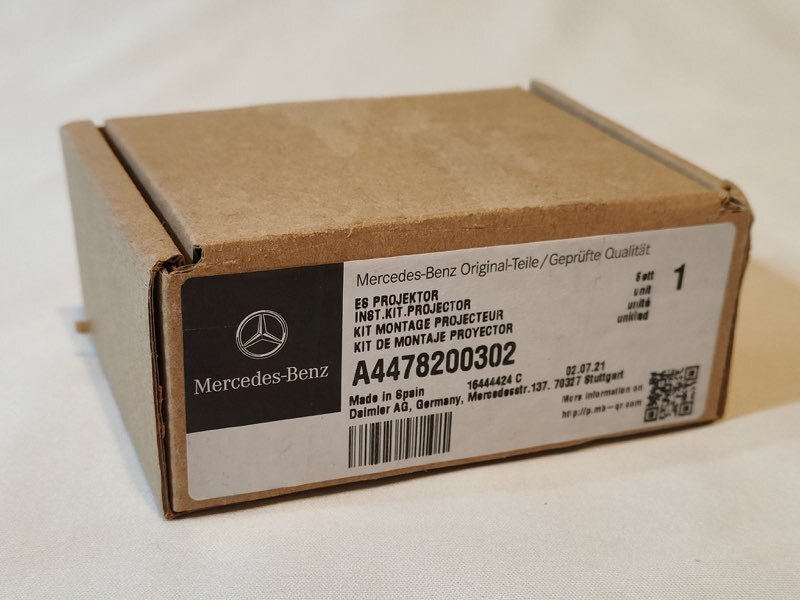 Mercedes-Benz
Mercedes-Benz Original-Teile/Geprüfte Qualität
ES PROJEKTOR
INST.KIT.PROJECTOR
KIT MONTAGE PROJECTEUR
KIT DE MONTAJE PROYECTOR
Sett
unit
unité
unidad
1
A4478200302
Made in Spain 16444424 C 02.07.21
Daimler AG, Germany, Mercedesstr.137. 70327 Stuttgart
More information on
http://p.mb-qr.com